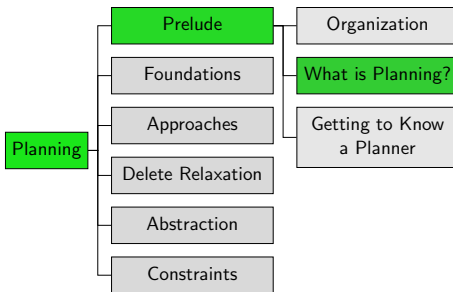 Planning
Prelude
Foundations
Approaches
Delete Relaxation
Abstraction
Constraints
Organization
What is Planning?
Getting to Know
a Planner